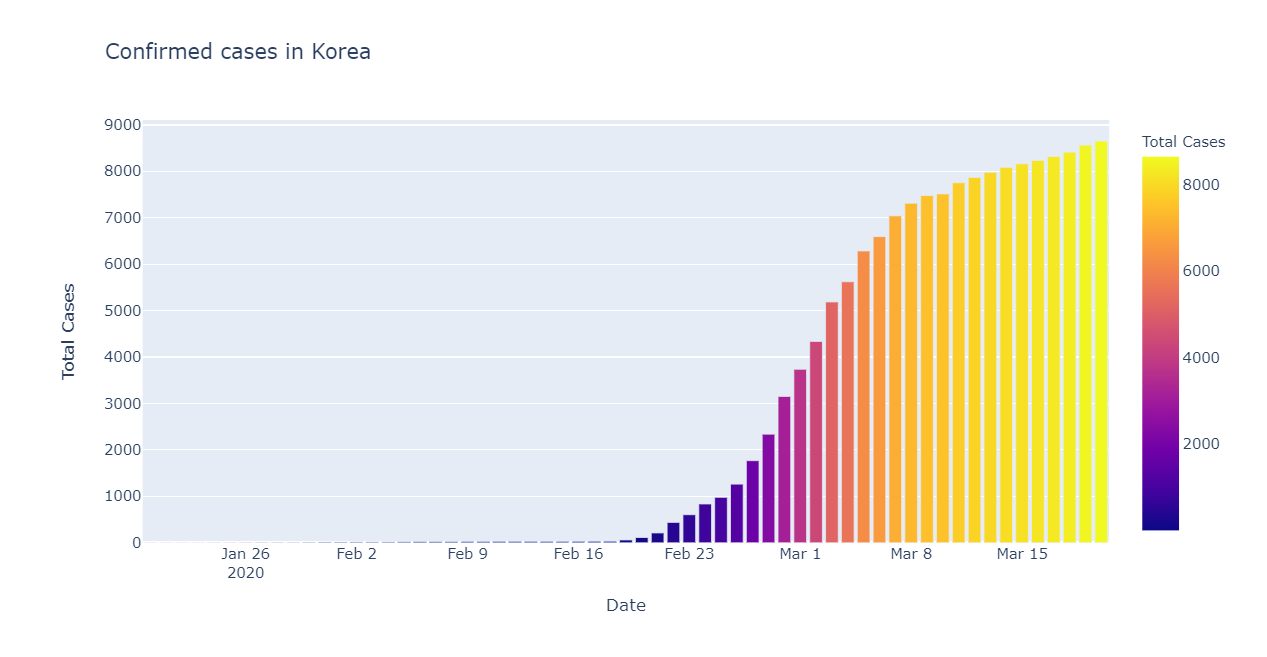 Confirmed cases in Korea
Total Cases
9000
8000
7000
6000
5000
4000
3000
2000
1000
0
Total Cases
8000
6000
4000
2000
Jan 26
2020
Feb 2
Feb 9
Feb 16
Feb 23
Mar 1
Mar 8
Mar 15
Date